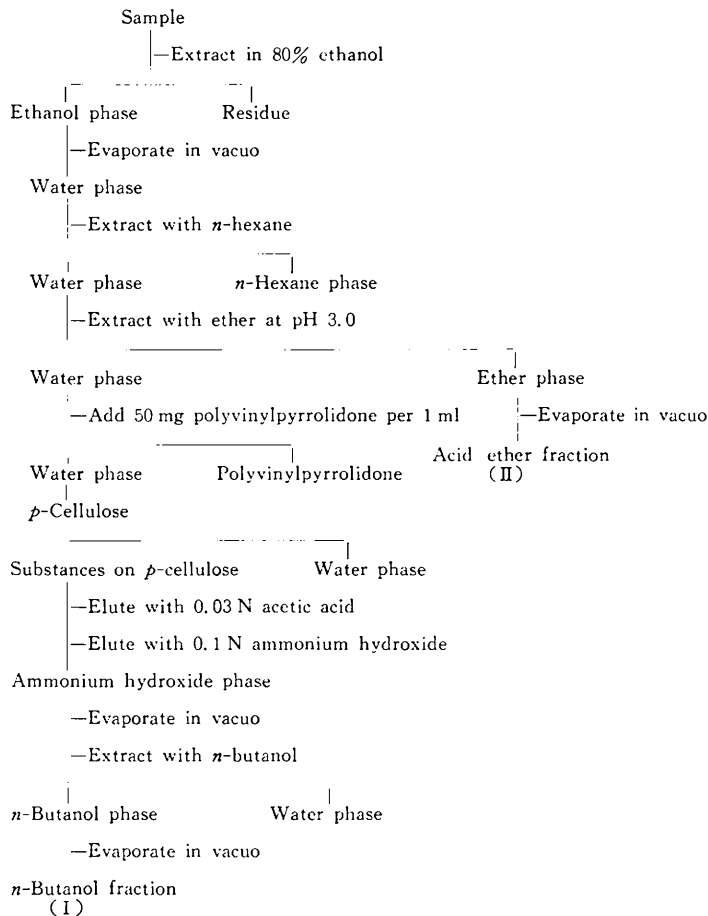 Sample
Extract in 80% ethanol
Ethanol phase Residue
Evaporate in vacuo
Water phase
Extract with n-hexane
Water phase n-Hexane phase
Extract with ether at pH 3.0
Water phase Ether phase
Add 50 mg polyvinylpyrrolidone per 1 ml Evaporate in vacuo
Acid ether fraction
Water phase Polyvinylpyrrolidone (II)
p-Cellulose
Substances on p-cellulose Water phase
Elute with 0.03 N acetic acid
Elute with 0.1 N ammonium hydroxide
Ammonium hydroxide phase
Evaporate in vacuo
Extract with n-butanol
n-Butanol phase Water phase
Evaporate in vacuo
n-Butanol fraction
(I)